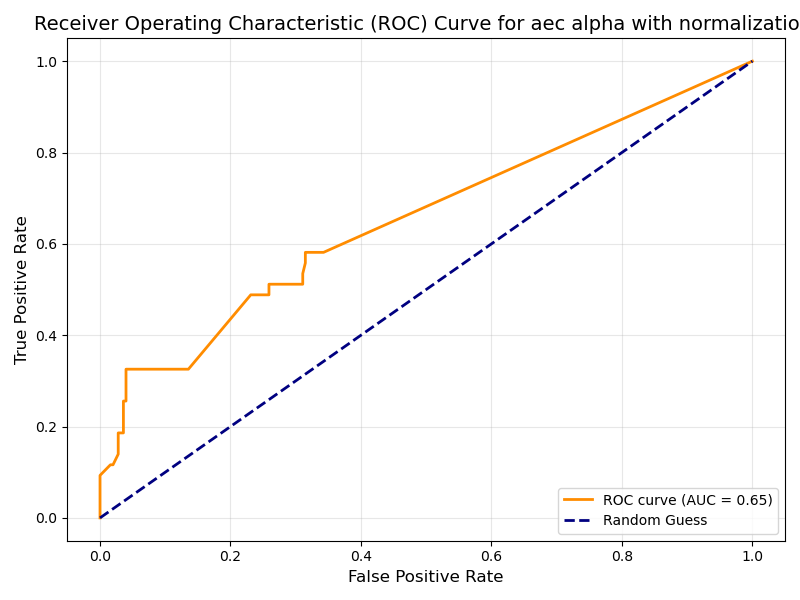 Receiver Operating Characteristic (ROC) Curve for aec alpha with normalizatio
1.0
0.8
0.6
0.4
0.2
0.0
True Positive Rate
0.0 0.2 0.4 0.6 0.8 1.0
False Positive Rate
ROC curve (AUC = 0.65)
Random Guess